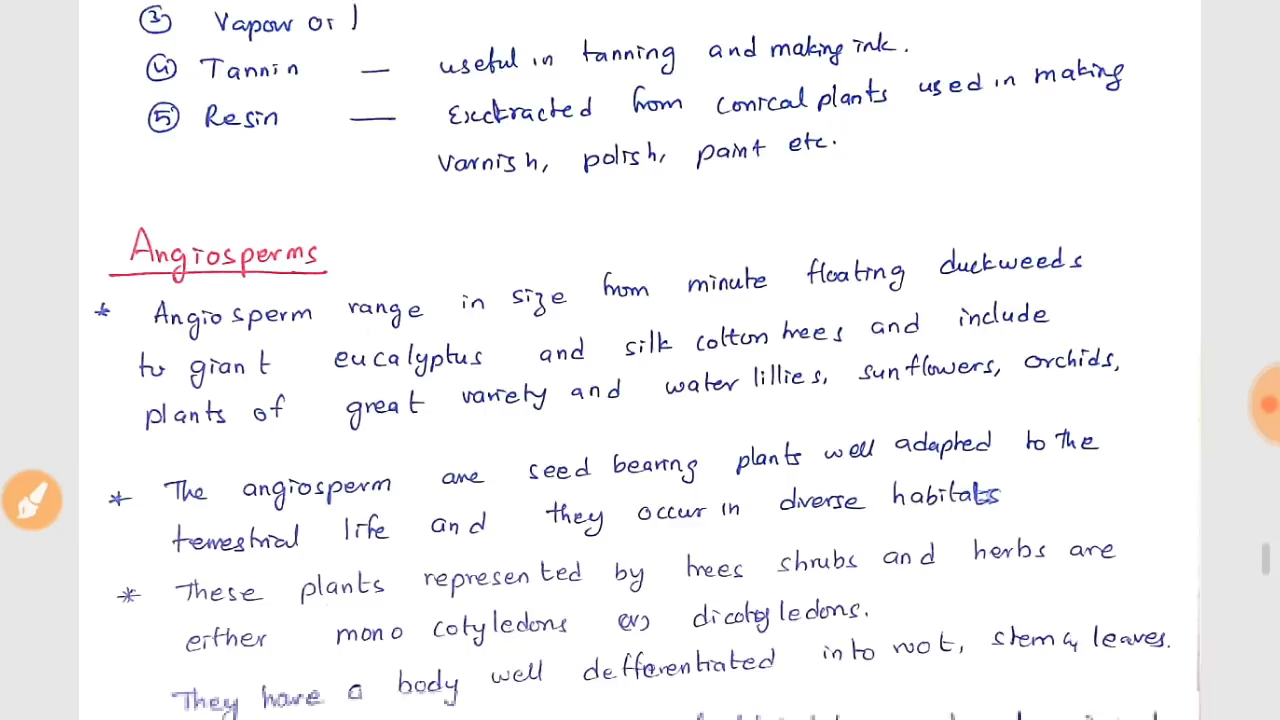 ③ Vapour oi
④ Tannin — useful in tanning and making ink.
⑤ Resin — Exctracted from conical plants used in making
varnish, polish, paint etc.
Angiosperms
* Angiosperm range in size from minute floating duckweeds
to giant eucalyptus and silk cotton trees and include
plants of great variety and water lillies, sunflowers, orchids,
* The angiosperm are seed bearing plants well adapted to the
terrestrial life and they occur in diverse habitats
* These plants represented by trees shrubs and herbs are
either mono cotyledons (or) dicotyledons.
They have a body well defferentiated into root, stem & leaves.